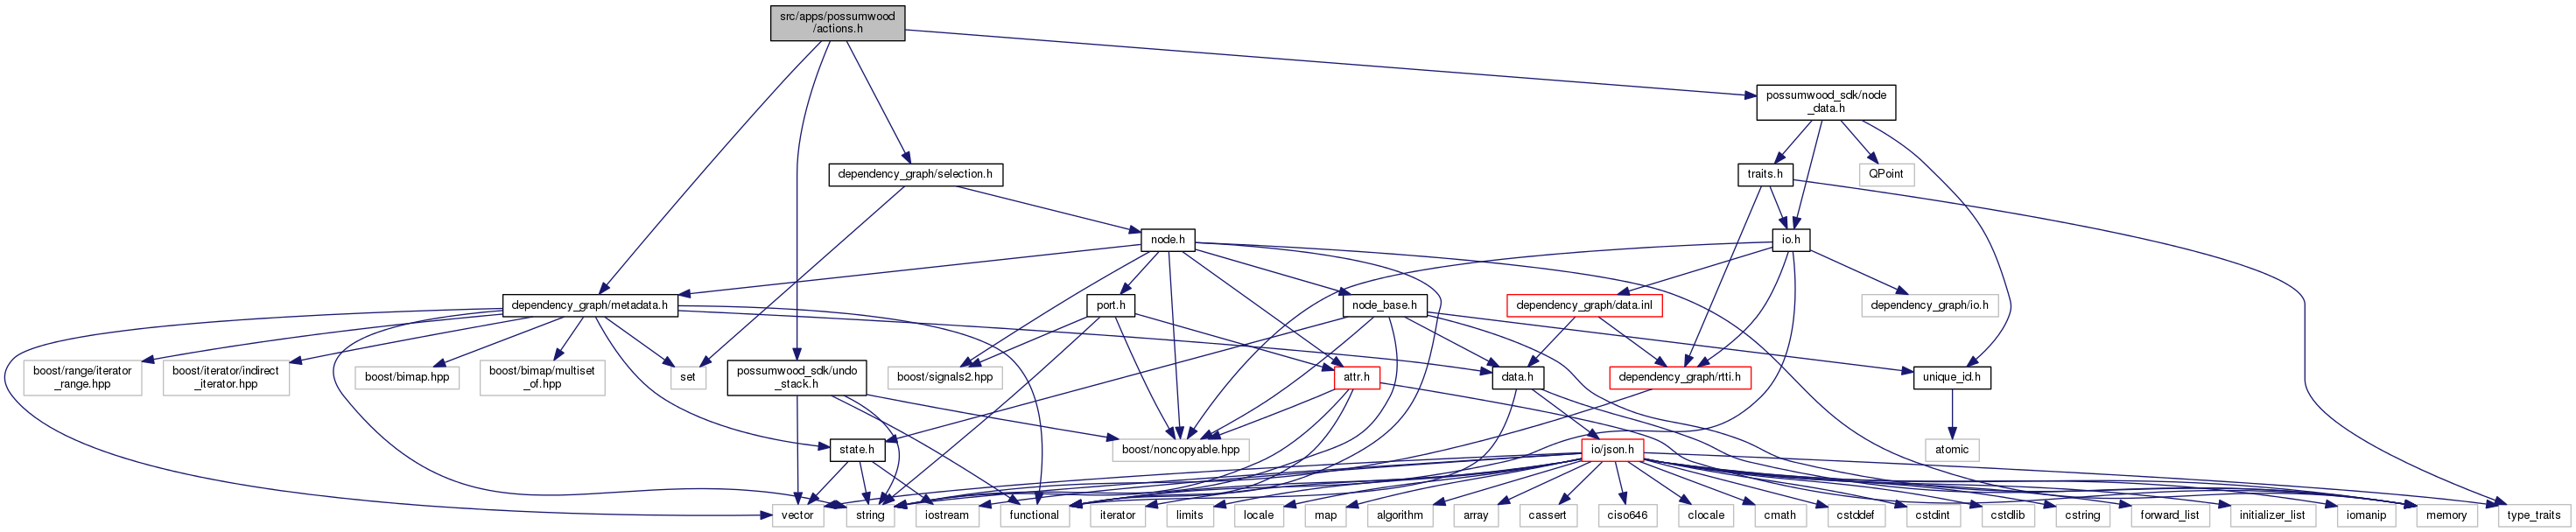 src/apps/possumwood
/actions.h
possumwood_sdk/node
_data.h
dependency_graph/selection.h
traits.h
QPoint
node.h
io.h
dependency_graph/metadata.h
port.h
node_base.h
dependency_graph/data.inl
dependency_graph/io.h
boost/range/iterator
_range.hpp
boost/iterator/indirect
_iterator.hpp
boost/bimap.hpp
boost/bimap/multiset
_of.hpp
set
possumwood_sdk/undo
_stack.h
boost/signals2.hpp
attr.h
data.h
dependency_graph/rtti.h
unique_id.h
state.h
boost/noncopyable.hpp
io/json.h
atomic
vector
string
iostream
functional
iterator
limits
locale
map
algorithm
array
cassert
ciso646
clocale
cmath
cstddef
cstdint
cstdlib
cstring
forward_list
initializer_list
iomanip
memory
type_traits